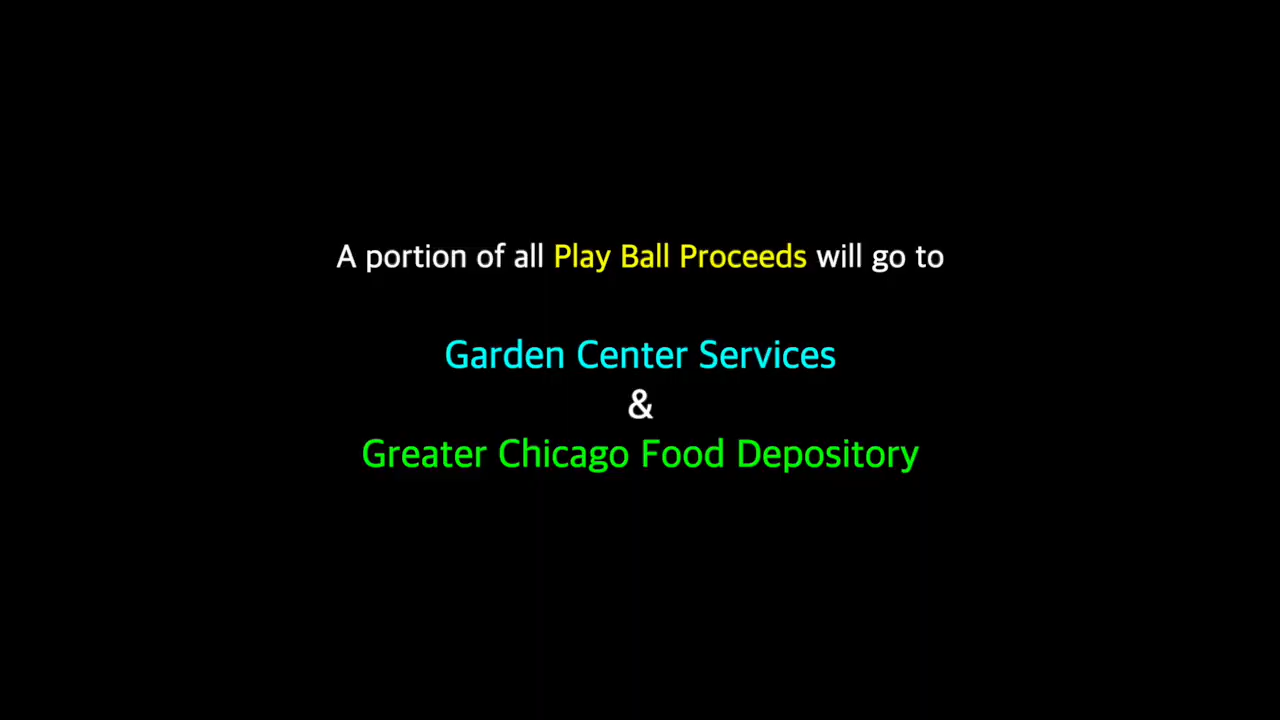 A portion of all Play Ball Proceeds will go to
Garden Center Services
&
Greater Chicago Food Depository